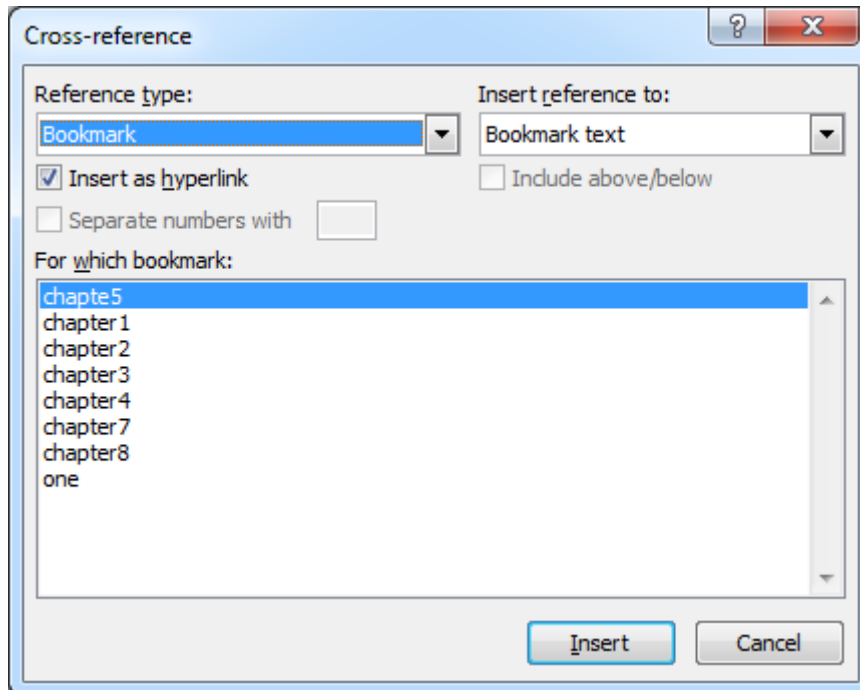 Cross-reference
Reference type:
Insert reference to:
Bookmark
Bookmark text
Insert as hyperlink
Include above/below
Separate numbers with
For which bookmark:
chapte5
chapter1
chapter2
chapter3
chapter4
chapter7
chapter8
one
Insert
Cancel